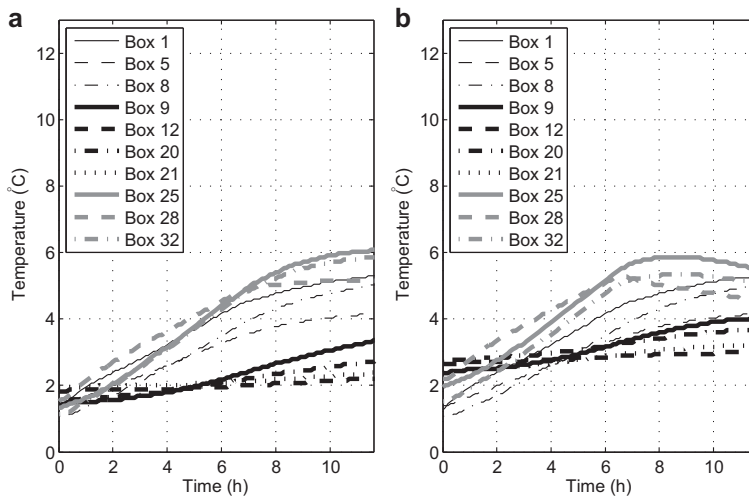 a
Box 1
Box 5
Box 8
Box 9
Box 12
Box 20
Box 21
Box 25
Box 28
Box 32
12
10
8
6
4
2
0
Temperature (°C)
0 2 4 6 8 10
Time (h)
b
Box 1
Box 5
Box 8
Box 9
Box 12
Box 20
Box 21
Box 25
Box 28
Box 32
12
10
8
6
4
2
0
Temperature (°C)
0 2 4 6 8 10
Time (h)